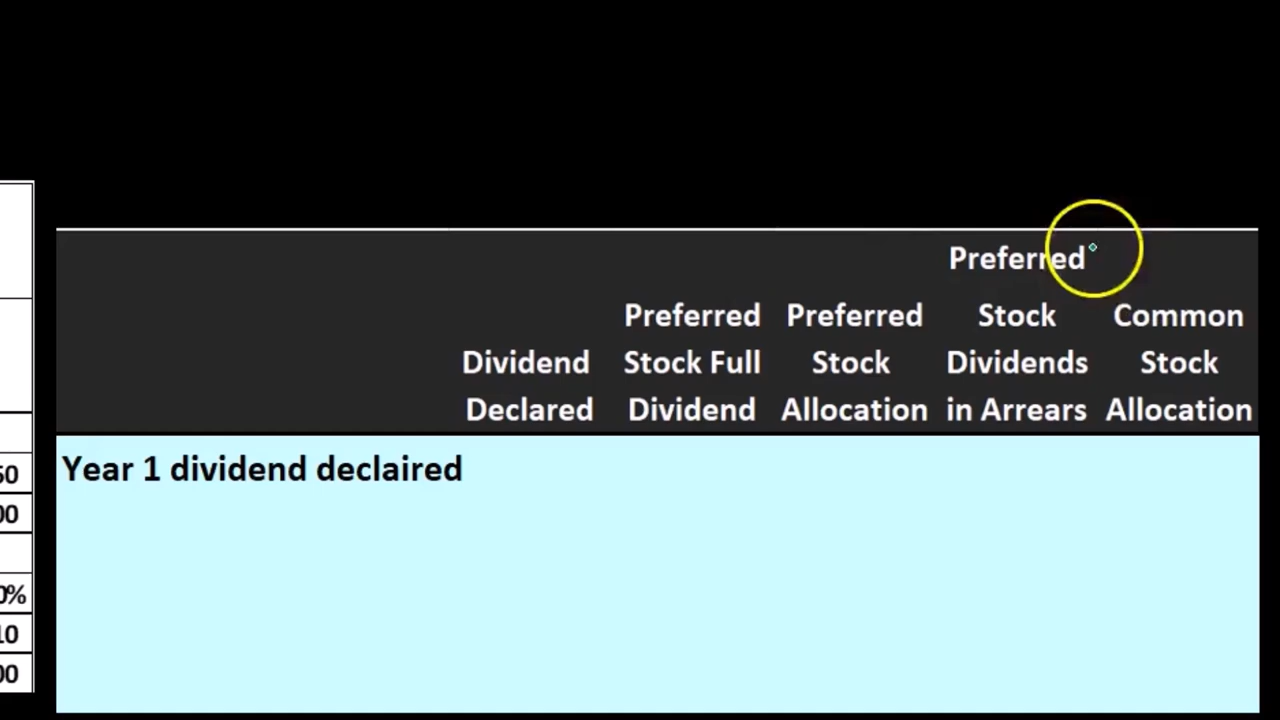 Preferred
Preferred Preferred Stock Common
Dividend Stock Full Stock Dividends Stock
Declared Dividend Allocation in Arrears Allocation
Year 1 dividend declaired